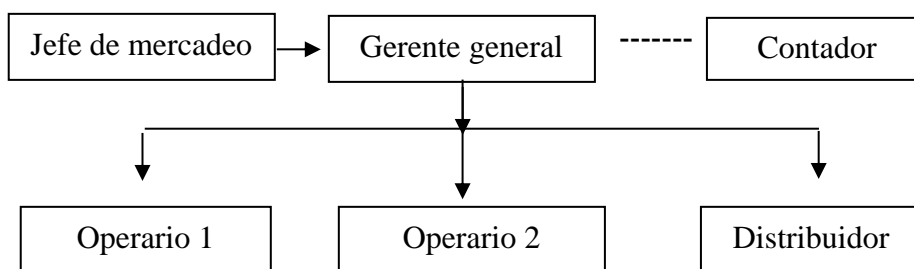 Jefe de mercadeo
Gerente general
Contador
Operario 1
Operario 2
Distribuidor